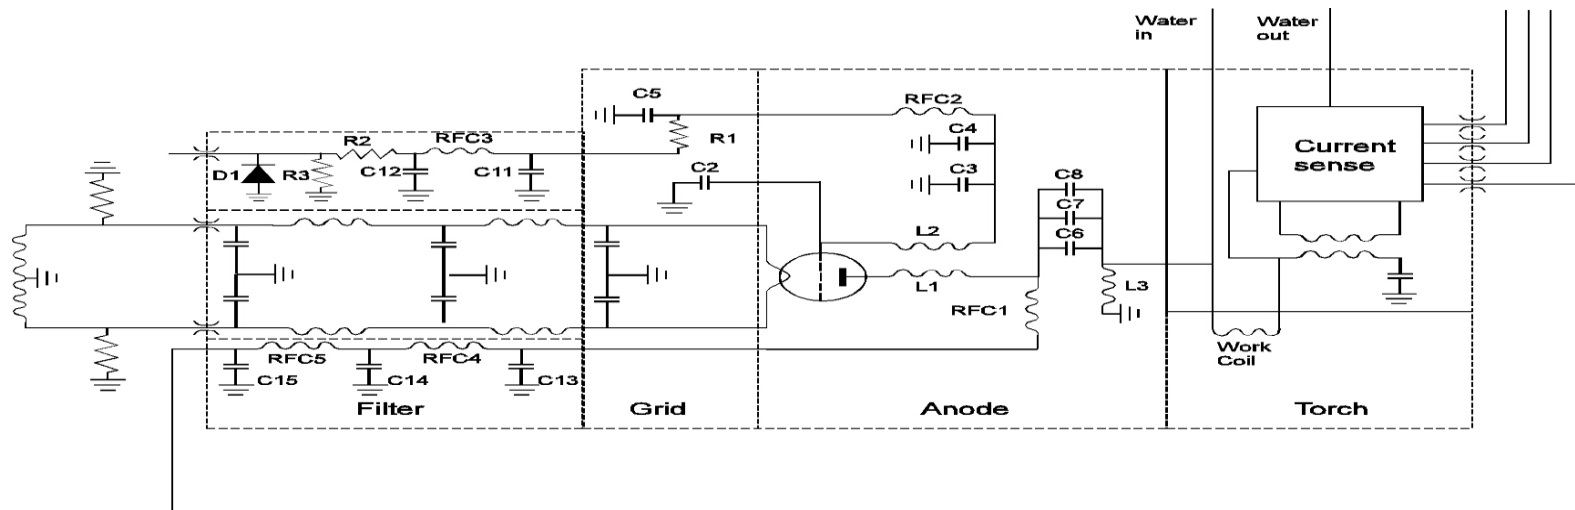 Water
in
Water
out
C5
RFC2
R1
C4
R2
RFC3
Current
sense
D1
R3
C12
C11
C2
C3
C8
C7
C6
L2
L1
L3
RFC1
Work
Coil
RFC5
RFC4
C15
C14
C13
Filter
Grid
Anode
Torch